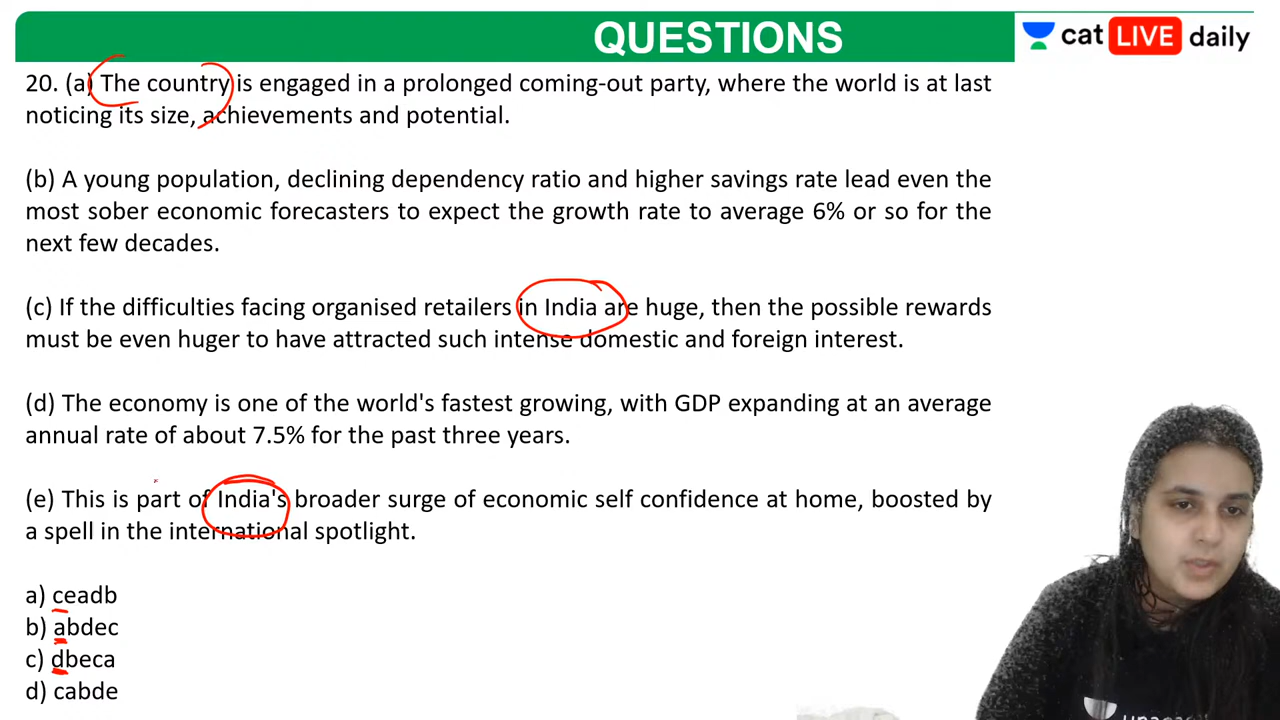 QUESTIONS
cat LIVE daily
20. (a) The country is engaged in a prolonged coming-out party, where the world is at last
noticing its size, achievements and potential.
(b) A young population, declining dependency ratio and higher savings rate lead even the
most sober economic forecasters to expect the growth rate to average 6% or so for the
next few decades.
(c) If the difficulties facing organised retailers in India are huge, then the possible rewards
must be even huger to have attracted such intense domestic and foreign interest.
(d) The economy is one of the world's fastest growing, with GDP expanding at an average
annual rate of about 7.5% for the past three years.
(e) This is part of India's broader surge of economic self confidence at home, boosted by
a spell in the international spotlight.
a) ceadb
b) abdec
c) dbeca
d) cabde